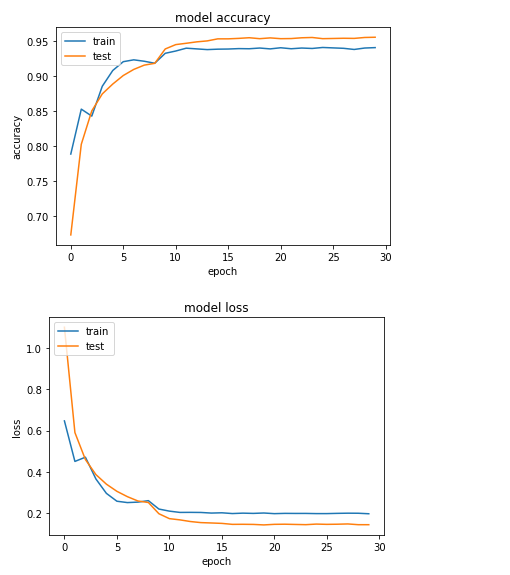 model accuracy
train
test
0.95
0.90
0.85
0.80
0.75
0.70
accuracy
0 5 10 15 20 25 30
epoch
model loss
train
test
1.0
0.8
0.6
0.4
0.2
loss
0 5 10 15 20 25 30
epoch